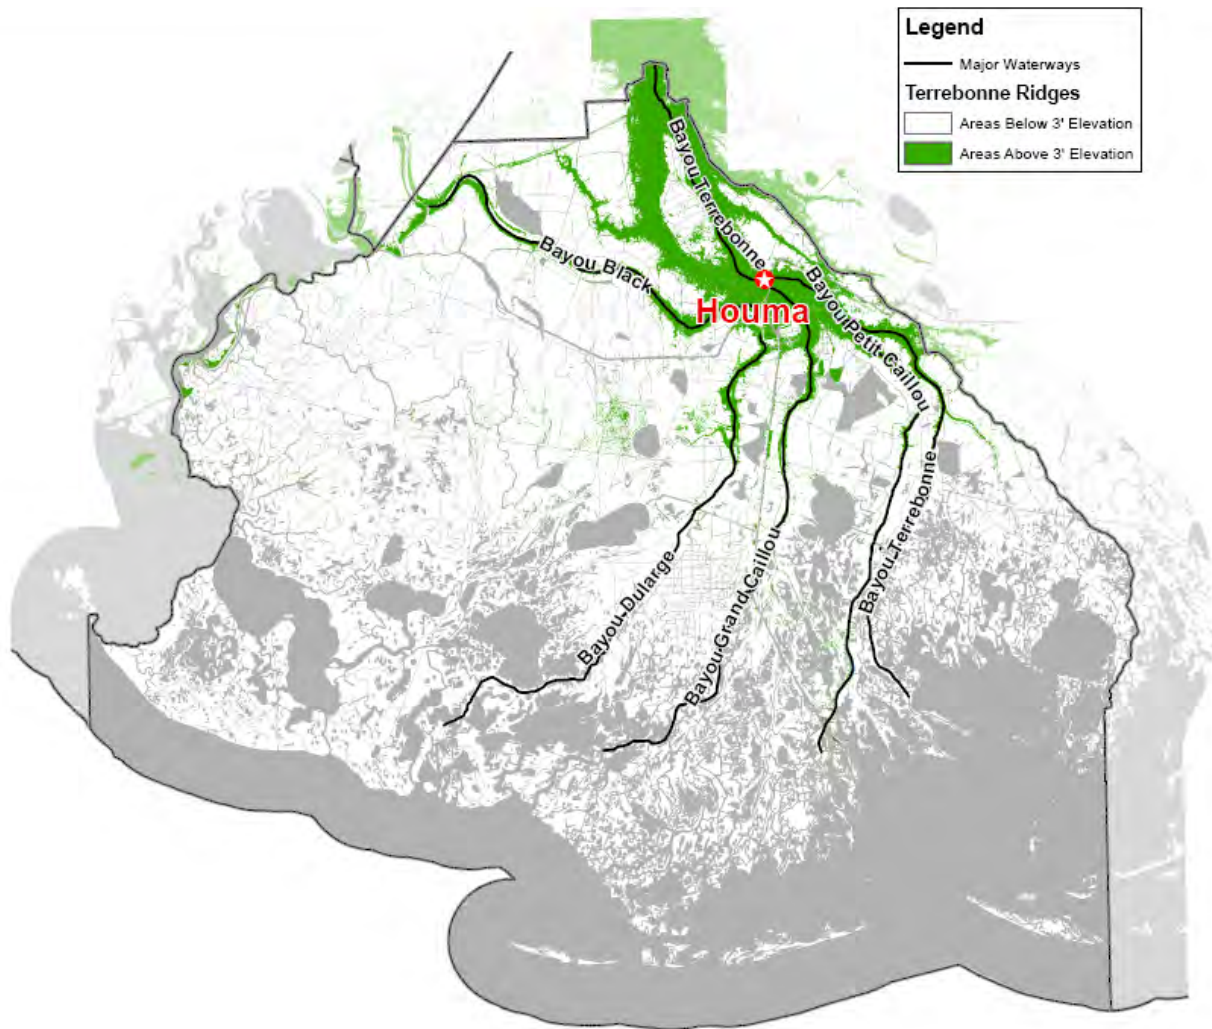 Legend
Major Waterways
Terrebonne Ridges
Areas Below 3' Elevation
Areas Above 3' Elevation
Bayou Terrebonne
Bayou Black
Houma
Bayou Petit Caillou
Bayou Terrebonne
Bayou Dularge
Bayou Grand Caillou